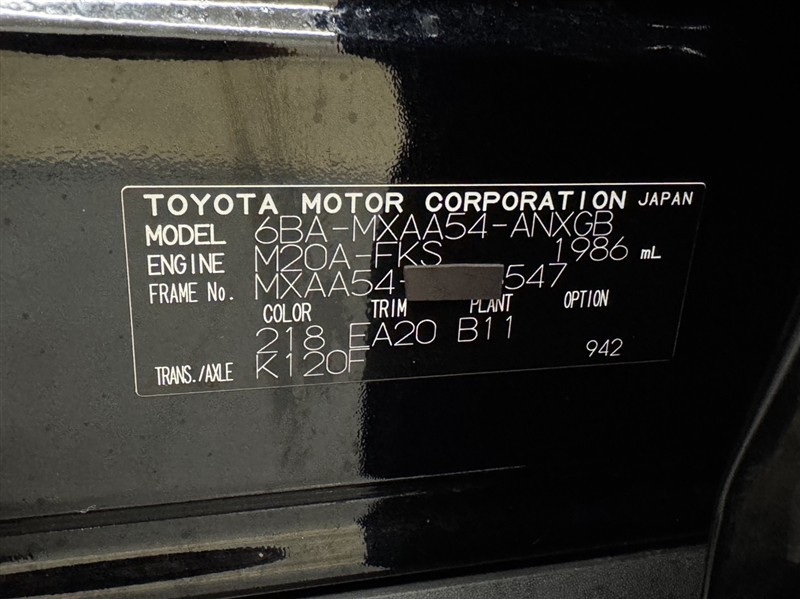 TOYOTA MOTOR CORPORATION JAPAN
MODEL 6BA-MXAA54-ANXGB
ENGINE M20A-FKS 1986 mL
FRAME No. MXAA54- 547
COLOR TRIM PLANT OPTION
218 EA20 B11
TRANS./AXLE K120F 942